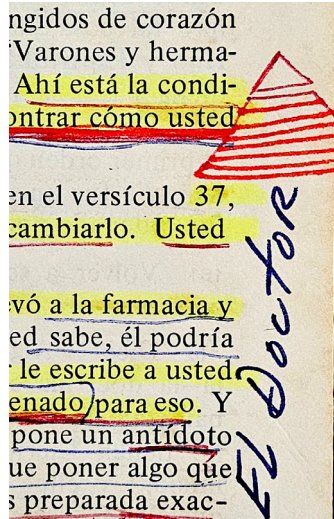 ngidos de corazón
"Varones y herma-
Ahí está la condi-
ontrar cómo usted
en el versículo 37,
cambiarlo. Usted
evó a la farmacia y
ed sabe, él podría
le escribe a usted
enado para eso. Y
pone un antídoto
ue poner algo que
s preparada exac-
EL DOCTOR